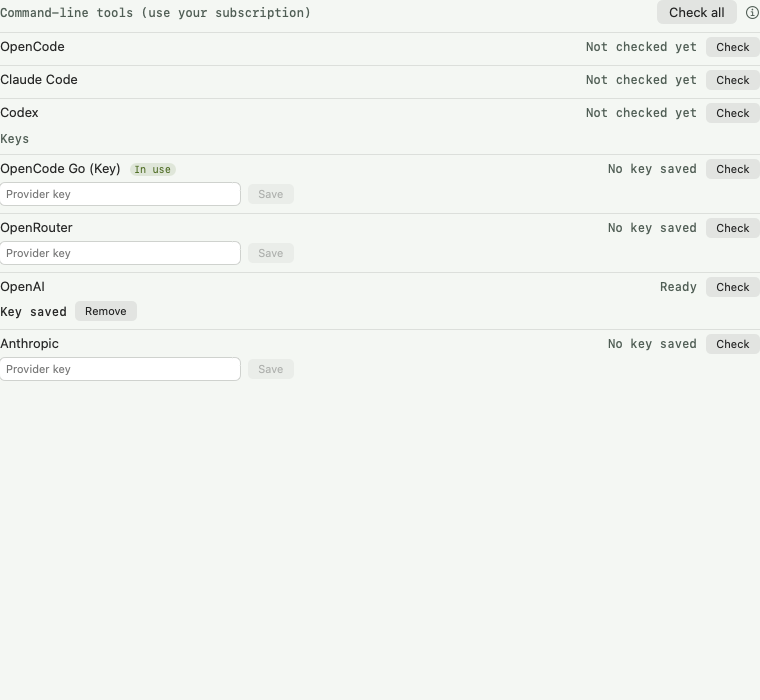 Command-line tools (use your subscription) Check all
OpenCode Not checked yet Check
Claude Code Not checked yet Check
Codex Not checked yet Check
Keys
OpenCode Go (Key) In use No key saved Check
Provider key Save
OpenRouter No key saved Check
Provider key Save
OpenAI Ready Check
Key saved Remove
Anthropic No key saved Check
Provider key Save